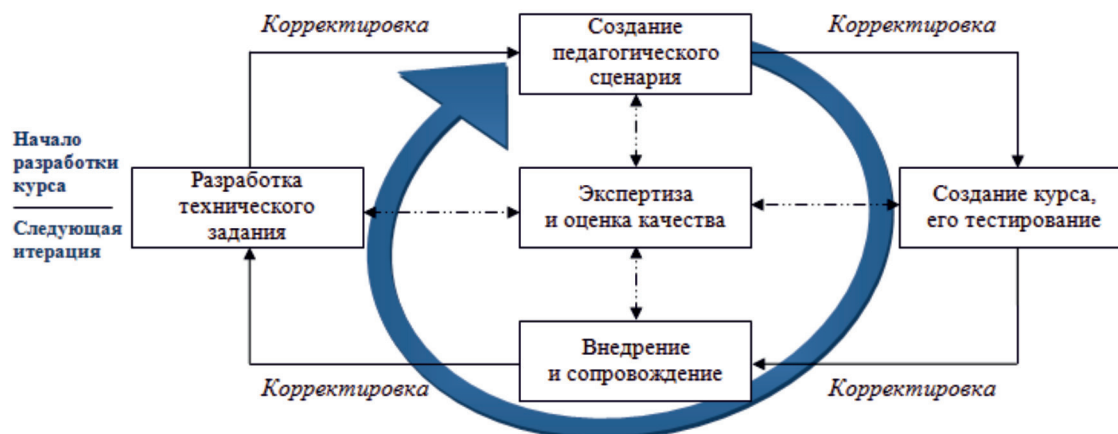 Корректировка
Создание
педагогического
сценария
Корректировка
Начало
разработки
курса
Следующая
итерация
Разработка
технического
задания
Экспертиза
и оценка качества
Создание курса,
его тестирование
Внедрение
и сопровождение
Корректировка
Корректировка